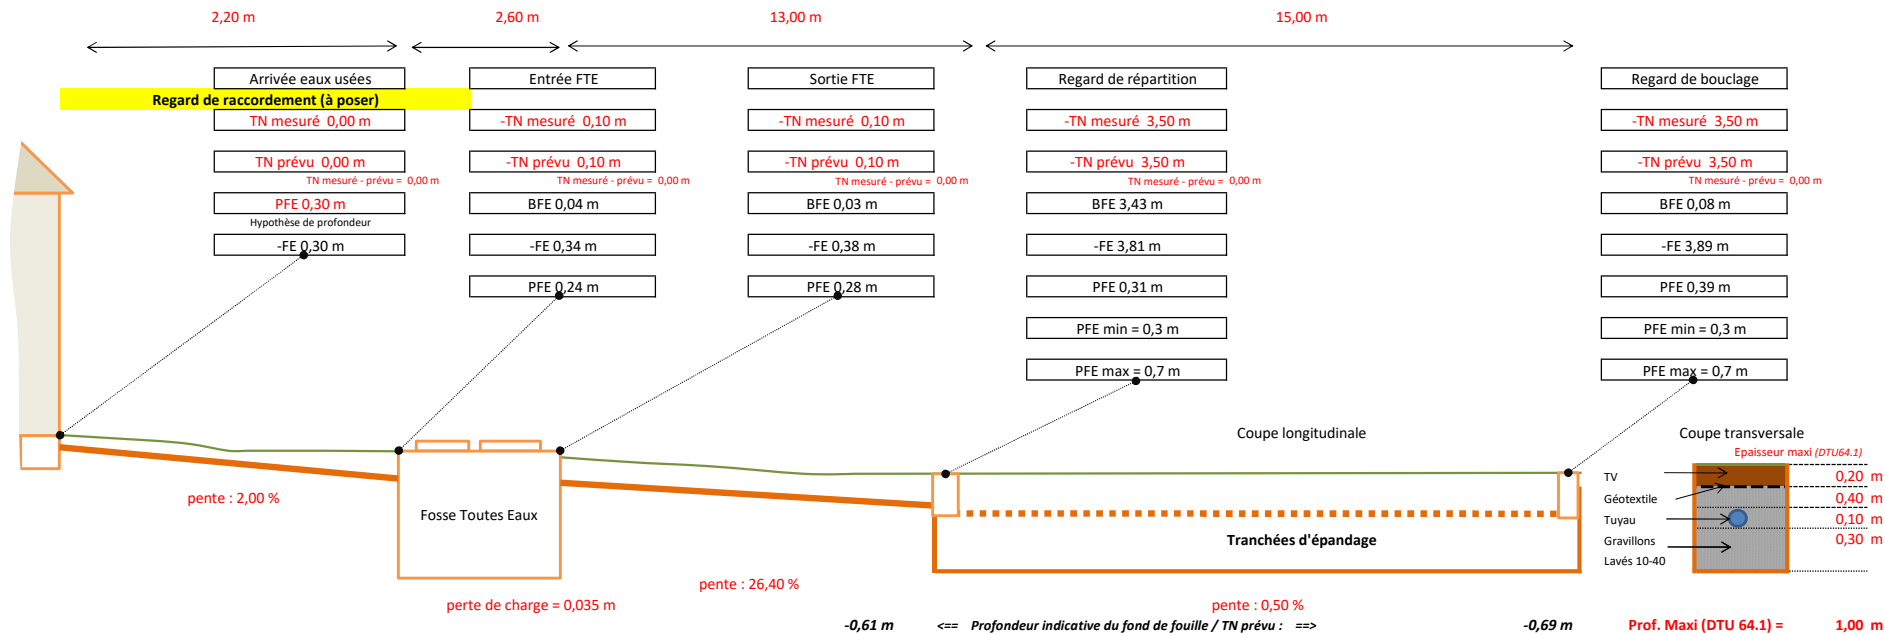 2,20 m 2,60 m 13,00 m 15,00 m
Arrivée eaux usées Entrée FTE Sortie FTE Regard de répartition Regard de bouclage
Regard de raccordement (à poser)
TN mesuré 0,00 m -TN mesuré 0,10 m -TN mesuré 0,10 m -TN mesuré 3,50 m -TN mesuré 3,50 m
TN prévu 0,00 m -TN prévu 0,10 m -TN prévu 0,10 m -TN prévu 3,50 m -TN prévu 3,50 m
TN mesuré - prévu = 0,00 m TN mesuré - prévu = 0,00 m TN mesuré - prévu = 0,00 m TN mesuré - prévu = 0,00 m TN mesuré - prévu = 0,00 m
PFE 0,30 m BFE 0,04 m BFE 0,03 m BFE 3,43 m BFE 0,08 m
Hypothèse de profondeur
-FE 0,30 m -FE 0,34 m -FE 0,38 m -FE 3,81 m -FE 3,89 m
PFE 0,24 m PFE 0,28 m PFE 0,31 m PFE 0,39 m
PFE min = 0,3 m PFE min = 0,3 m
PFE max = 0,7 m PFE max = 0,7 m
Coupe longitudinale Coupe transversale
Epaisseur maxi (DTU64.1)
TV 0,20 m
Géotextile 0,40 m
Tuyau 0,10 m
Gravillons 0,30 m
Lavés 10-40
pente : 2,00 %
Fosse Toutes Eaux
Tranchées d'épandage
pente : 26,40 %
perte de charge = 0,035 m pente : 0,50 %
-0,61 m <== Profondeur indicative du fond de fouille / TN prévu : ==> -0,69 m Prof. Maxi (DTU 64.1) = 1,00 m